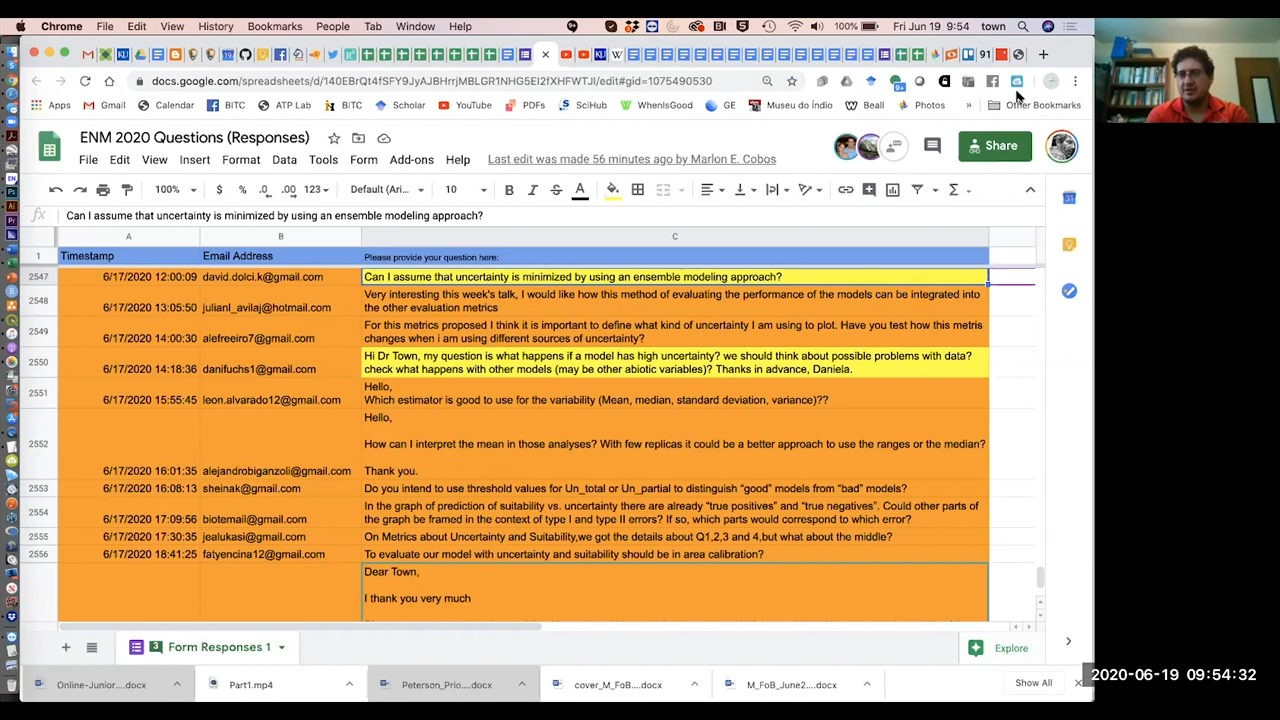 Chrome File Edit View History Bookmarks People Tab Window Help 100% Fri Jun 19 9:54 town
91
docs.google.com/spreadsheets/d/140EBrQt4fSFY9JyAJBHrrjMBLGR1NHG5EI2fXHFWTJI/edit#gid=1075490530
Apps Gmail Calendar BITC ATP Lab BITC Scholar YouTube PDFs SciHub WhenIsGood GE Museu do Índio Beall Photos » Other Bookmarks
ENM 2020 Questions (Responses)
File Edit View Insert Format Data Tools Form Add-ons Help Last edit was made 56 minutes ago by Marlon E. Cobos
Share
100% $ % .0 .00 123 Default (Ari... 10 B I S A
fx Can I assume that uncertainty is minimized by using an ensemble modeling approach?
A B C
1 Timestamp Email Address Please provide your question here:
2547 6/17/2020 12:00:09 david.dolci.k@gmail.com Can I assume that uncertainty is minimized by using an ensemble modeling approach?
2548 6/17/2020 13:05:50 julianl_avilaj@hotmail.com Very interesting this week's talk, I would like how this method of evaluating the performance of the models can be integrated into
the other evaluation metrics
2549 6/17/2020 14:00:30 alefreeiro7@gmail.com For this metrics proposed I think it is important to define what kind of uncertainty I am using to plot. Have you test how this metris
changes when i am using different sources of uncertainty?
2550 6/17/2020 14:18:36 danifuchs1@gmail.com Hi Dr Town, my question is what happens if a model has high uncertainty? we should think about possible problems with data?
check what happens with other models (may be other abiotic variables)? Thanks in advance, Daniela.
2551 6/17/2020 15:55:45 leon.alvarado12@gmail.com Hello,
Which estimator is good to use for the variability (Mean, median, standard deviation, variance)??
Hello,
2552 How can I interpret the mean in those analyses? With few replicas it could be a better approach to use the ranges or the median?
6/17/2020 16:01:35 alejandrobiganzoli@gmail.com Thank you.
2553 6/17/2020 16:08:13 sheinak@gmail.com Do you intend to use threshold values for Un_total or Un_partial to distinguish “good” models from “bad” models?
2554 6/17/2020 17:09:56 biotemail@gmail.com In the graph of prediction of suitability vs. uncertainty there are already “true positives” and “true negatives”. Could other parts of
the graph be framed in the context of type I and type II errors? If so, which parts would correspond to which error?
2555 6/17/2020 17:30:35 jealukasi@gmail.com On Metrics about Uncertainty and Suitability,we got the details about Q1,2,3 and 4,but what about the middle?
2556 6/17/2020 18:41:25 fatyencina12@gmail.com To evaluate our model with uncertainty and suitability should be in area calibration?
Dear Town,
I thank you very much
3 Form Responses 1 Explore
Online-Junior....docx Part1.mp4 Peterson_Prio....docx cover_M_FoB.docx M_FoB_June2....docx Show All
2020-06-19 09:54:32